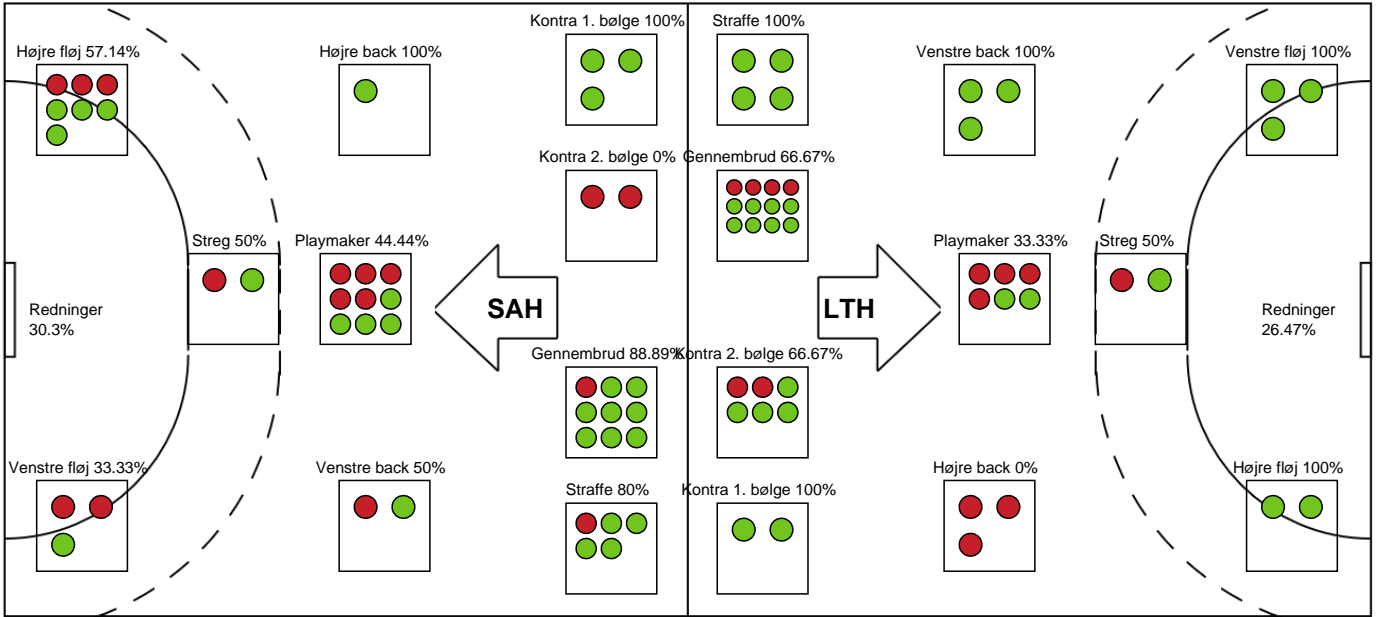 Kontra 1. bølge 100%
Straffe 100%
Højre fløj 57.14%
Højre back 100%
Venstre back 100%
Venstre fløj 100%
Kontra 2. bølge 0%
Gennembrud 66.67%
Streg 50%
Playmaker 44.44%
Playmaker 33.33%
Streg 50%
Redninger
30.3%
SAH
LTH
Redninger
26.47%
Gennembrud 88.89%
Kontra 2. bølge 66.67%
Venstre fløj 33.33%
Venstre back 50%
Højre back 0%
Højre fløj 100%
Straffe 80%
Kontra 1. bølge 100%